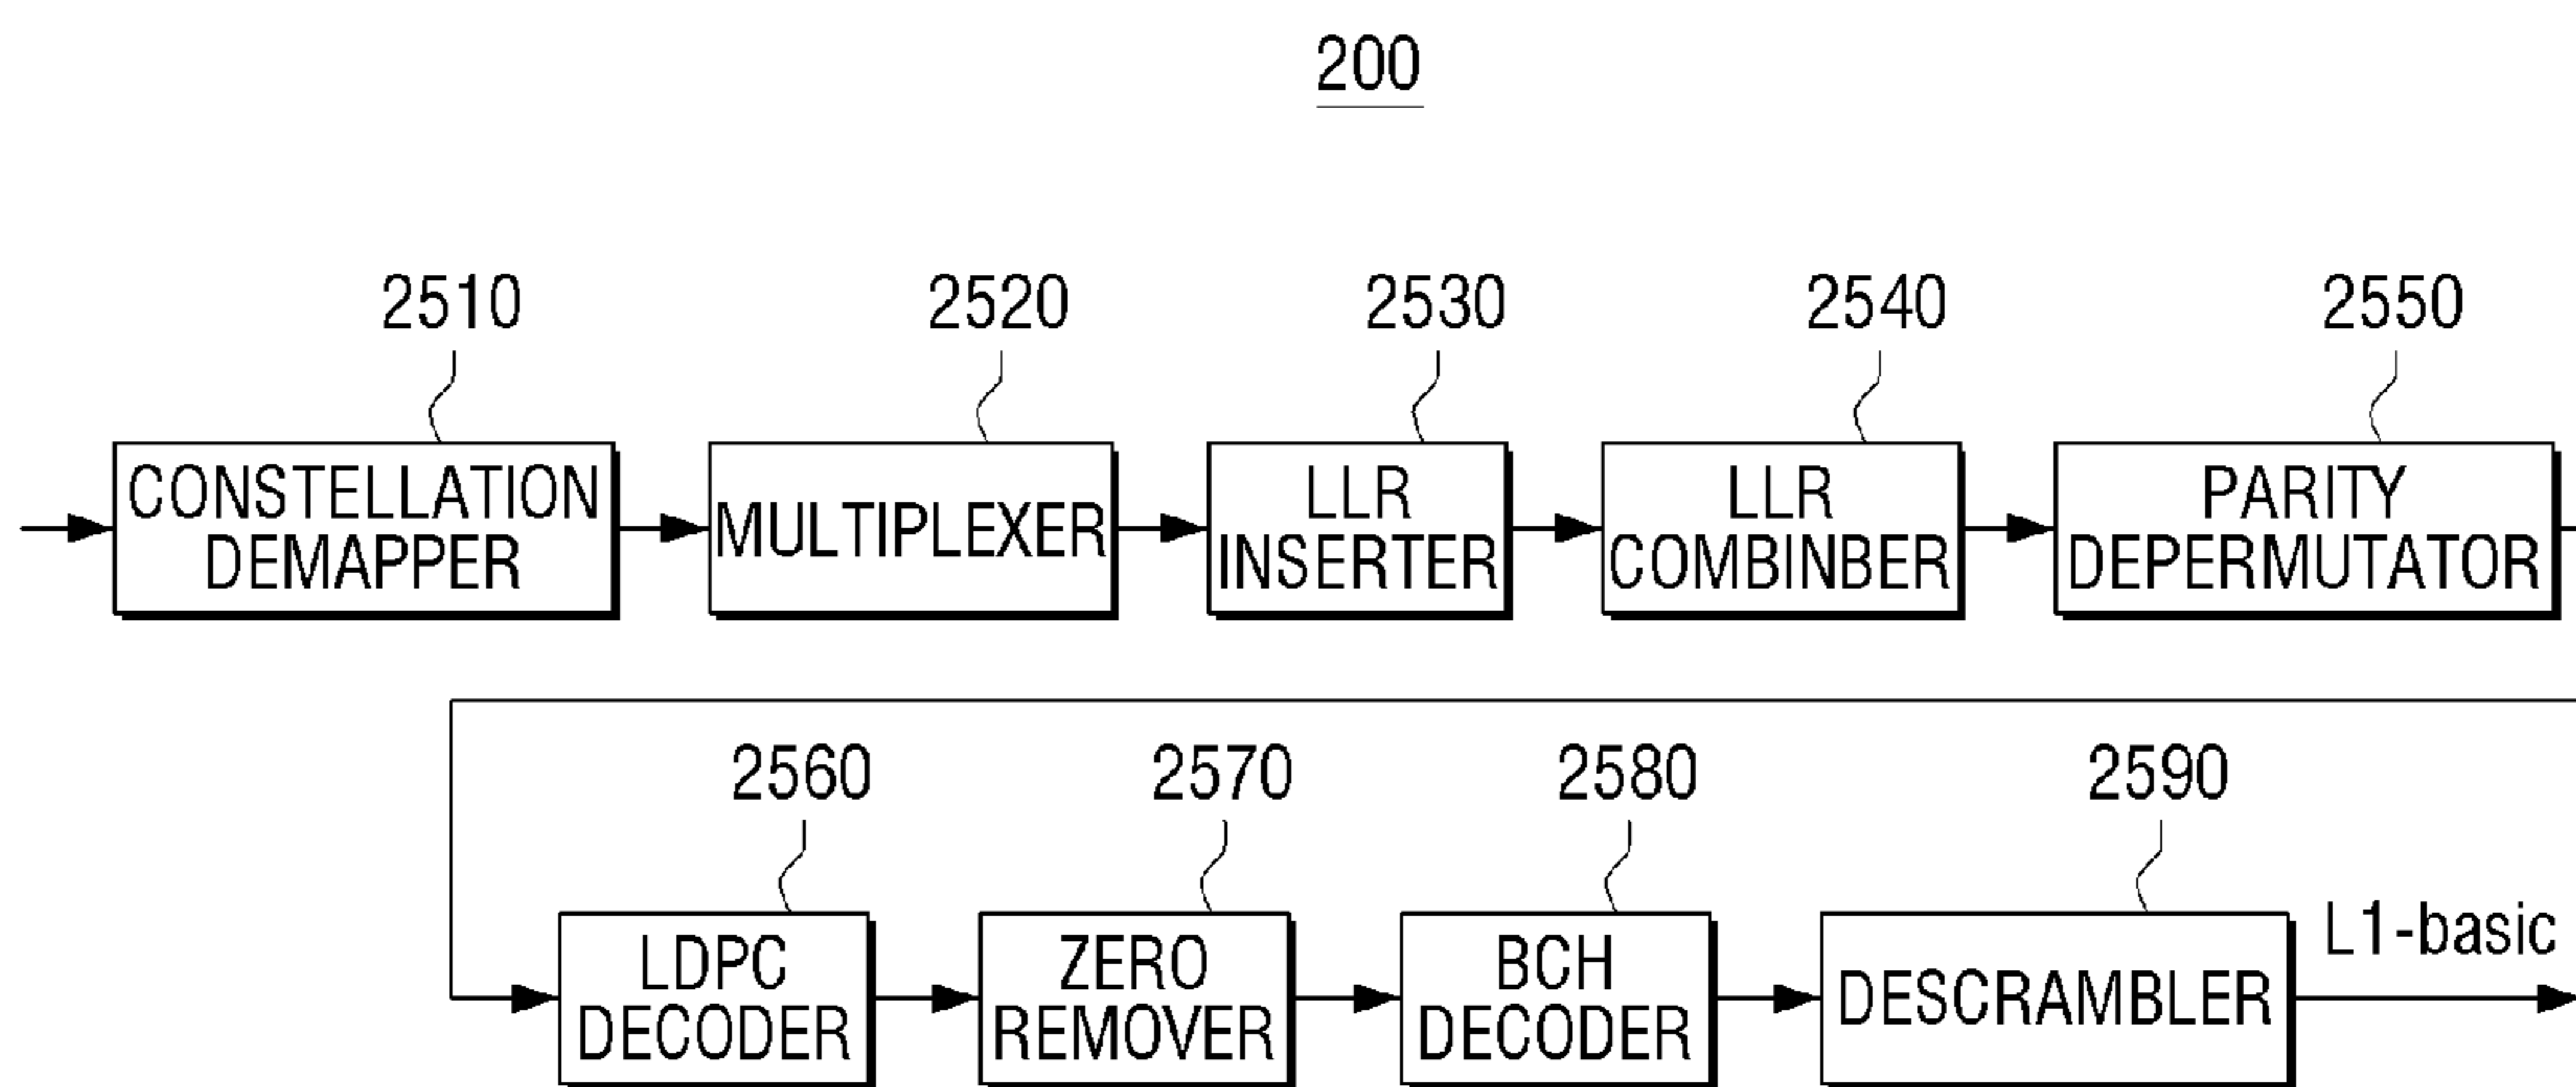 200
2510 2520 2530 2540 2550
CONSTELLATION
DEMAPPER
MULTIPLEXER
LLR
INSERTER
LLR
COMBINBER
PARITY
DEPERMUTATOR
2560 2570 2580 2590
LDPC
DECODER
ZERO
REMOVER
BCH
DECODER
DESCRAMBLER
L1-basic